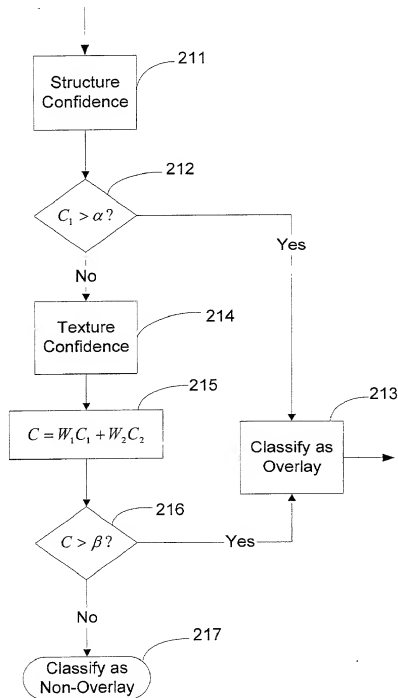 211
Structure
Confidence
212
C₁ > α ?
Yes
No
214
Texture
Confidence
215
C = W₁C₁ + W₂C₂
213
Classify as
Overlay
216
C > β ?
Yes
No
217
Classify as
Non-Overlay